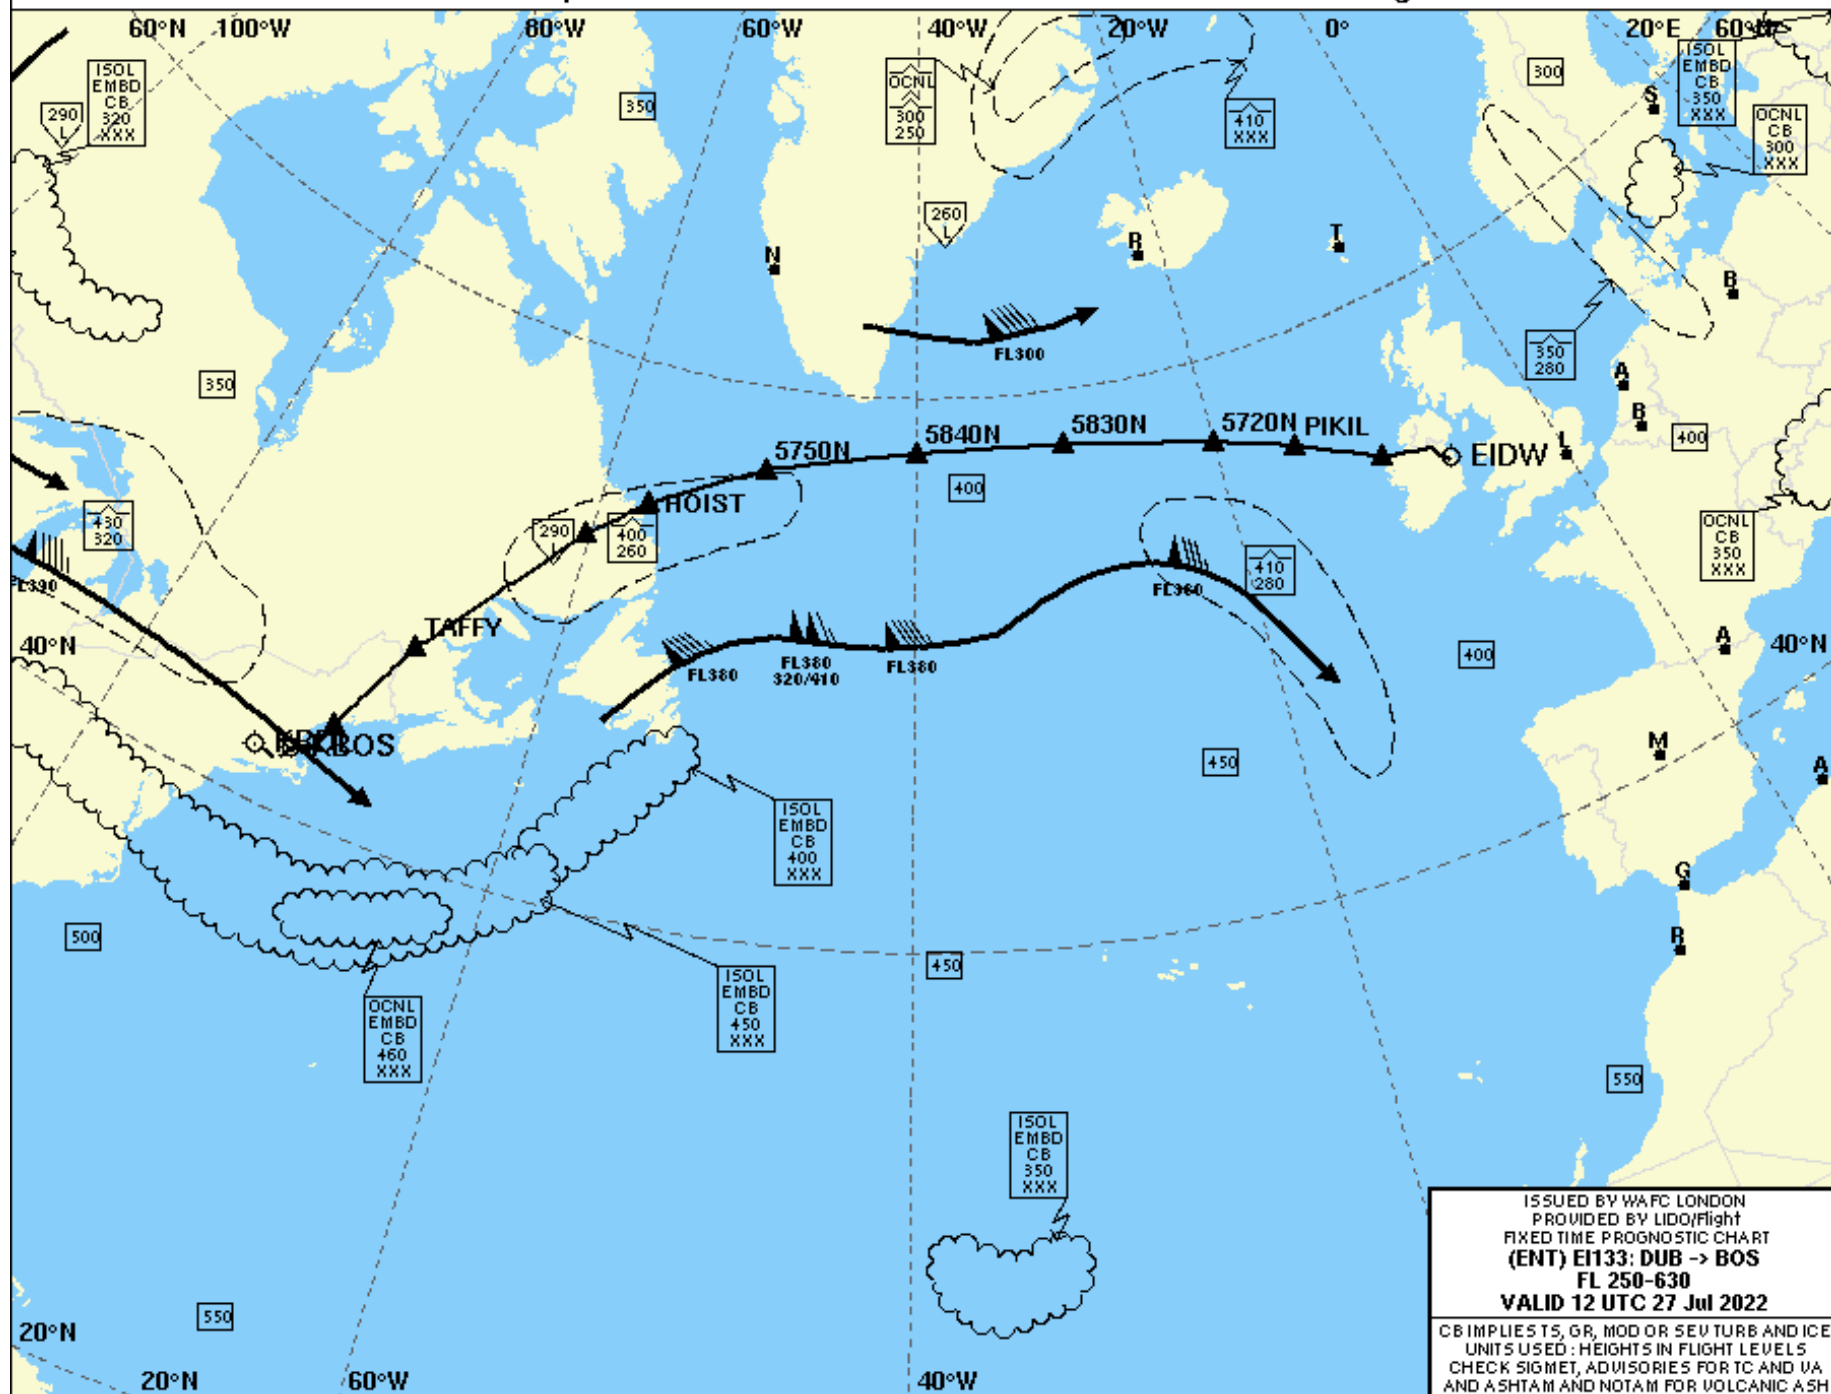 60°N
100°W
80°W
60°W
40°W
20°W
0°
20°E
60°N
ISOL
EMBD
CB
320
XXX
290
L
350
OCNL
300
250
410
XXX
300
S
ISOL
EMBD
CB
350
XXX
OCNL
CB
300
XXX
260
L
N
R
T
B
FL300
350
280
A
B
350
400
5750N
5840N
5830N
5720N
PIKIL
EIDW
L
400
HOIST
430
320
290
L
400
260
OCNL
CB
350
XXX
410
280
FL390
FL360
TAFFY
40°N
FL380
FL380
320/410
FL380
400
A
40°N
BOS
450
M
A
ISOL
EMBD
CB
400
XXX
G
500
450
R
ISOL
EMBD
CB
450
XXX
OCNL
EMBD
CB
460
XXX
550
ISOL
EMBD
CB
350
XXX
550
20°N
20°N
60°W
40°W
ISSUED BY WAFC LONDON
PROVIDED BY LIDO/Flight
FIXED TIME PROGNOSTIC CHART
(ENT) EI133: DUB -> BOS
FL 250-630
VALID 12 UTC 27 Jul 2022
CB IMPLIES TS, GR, MOD OR SEV TURB AND ICE
UNITS USED : HEIGHTS IN FLIGHT LEVELS
CHECK SIGMET, ADVISORIES FOR TC AND VA
AND ASHTAM AND NOTAM FOR VOLCANIC ASH